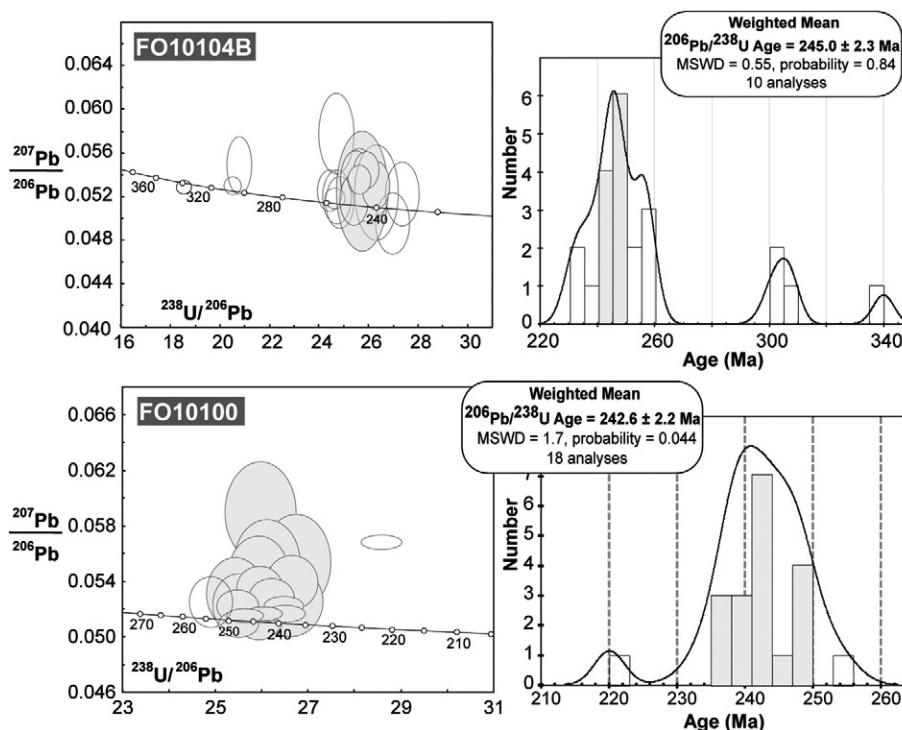 FO10104B
0.064
0.060
0.056
0.052
0.048
0.044
0.040
207Pb
206Pb
360
320
280
240
238U/206Pb
16 18 20 22 24 26 28 30
Weighted Mean
206Pb/238U Age = 245.0 ± 2.3 Ma
MSWD = 0.55, probability = 0.84
10 analyses
Number
6
5
4
3
2
1
0
220 260 300 340
Age (Ma)
FO10100
0.066
0.062
0.058
0.054
0.050
0.046
207Pb
206Pb
270 260 250 240 230 220 210
238U/206Pb
23 25 27 29 31
Weighted Mean
206Pb/238U Age = 242.6 ± 2.2 Ma
MSWD = 1.7, probability = 0.044
18 analyses
Number
7
6
5
4
3
2
1
0
210 220 230 240 250 260
Age (Ma)